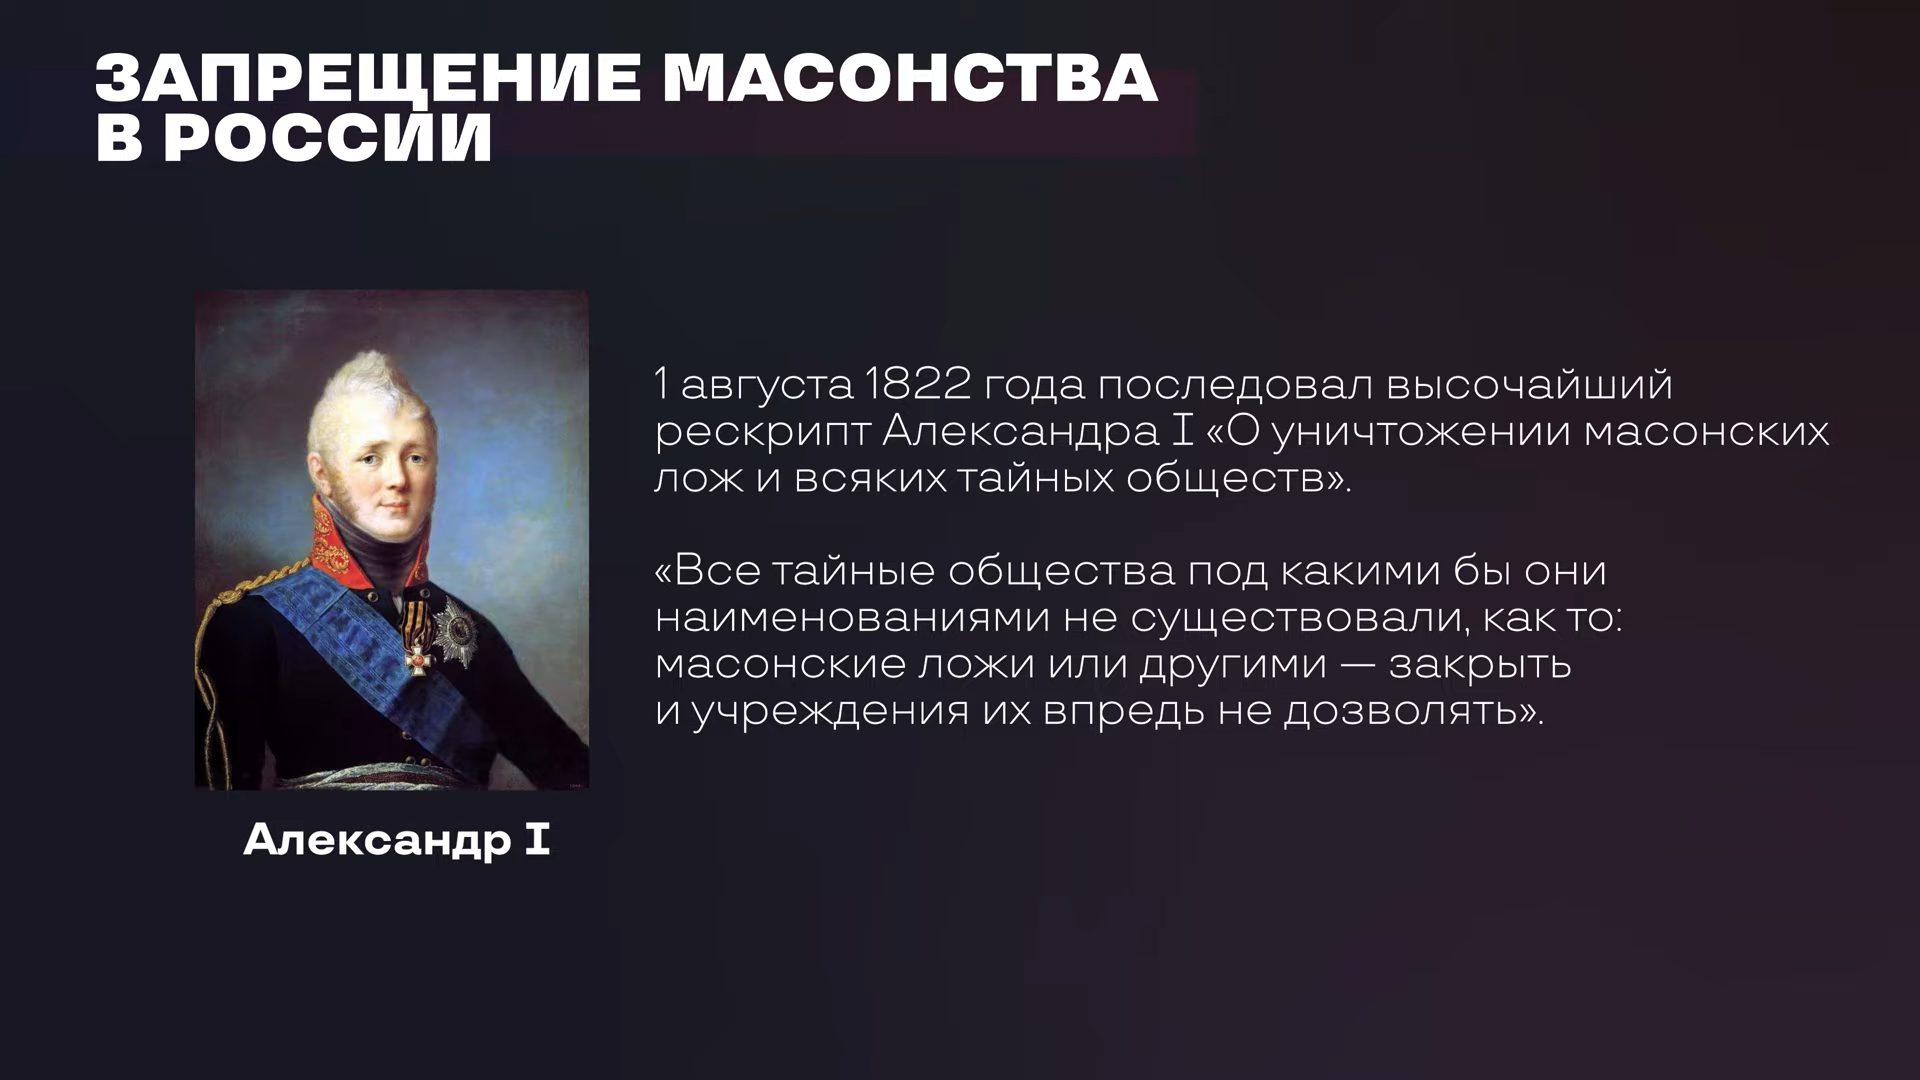 ЗАПРЕЩЕНИЕ МАСОНСТВА
В РОССИИ
1 августа 1822 года последовал высочайший
рескрипт Александра I «О уничтожении масонских
лож и всяких тайных обществ».
«Все тайные общества под какими бы они
наименованиями не существовали, как то:
масонские ложи или другими — закрыть
и учреждения их впредь не дозволять».
Александр I